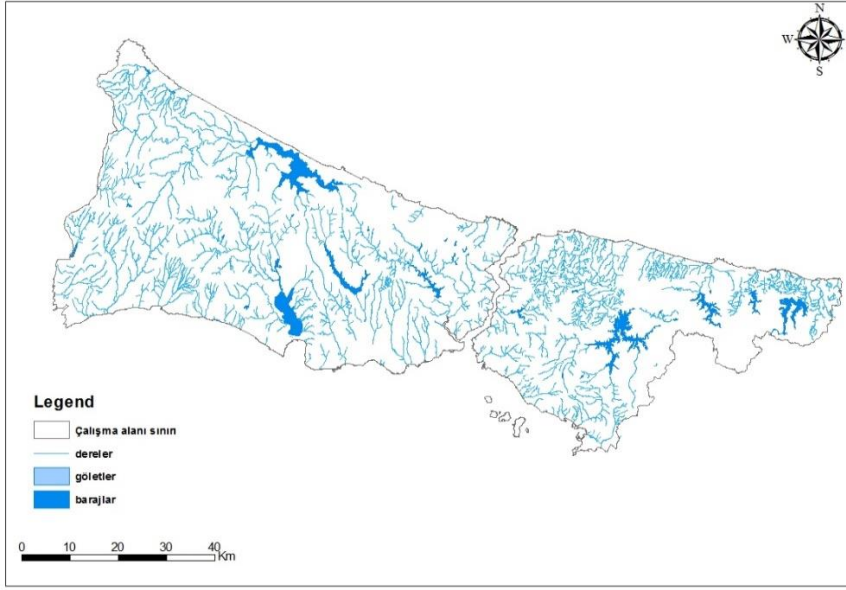 N
W
S
Legend
Çalışma alanı sınırı
dereler
göletler
barajlar
0 10 20 30 40
Km